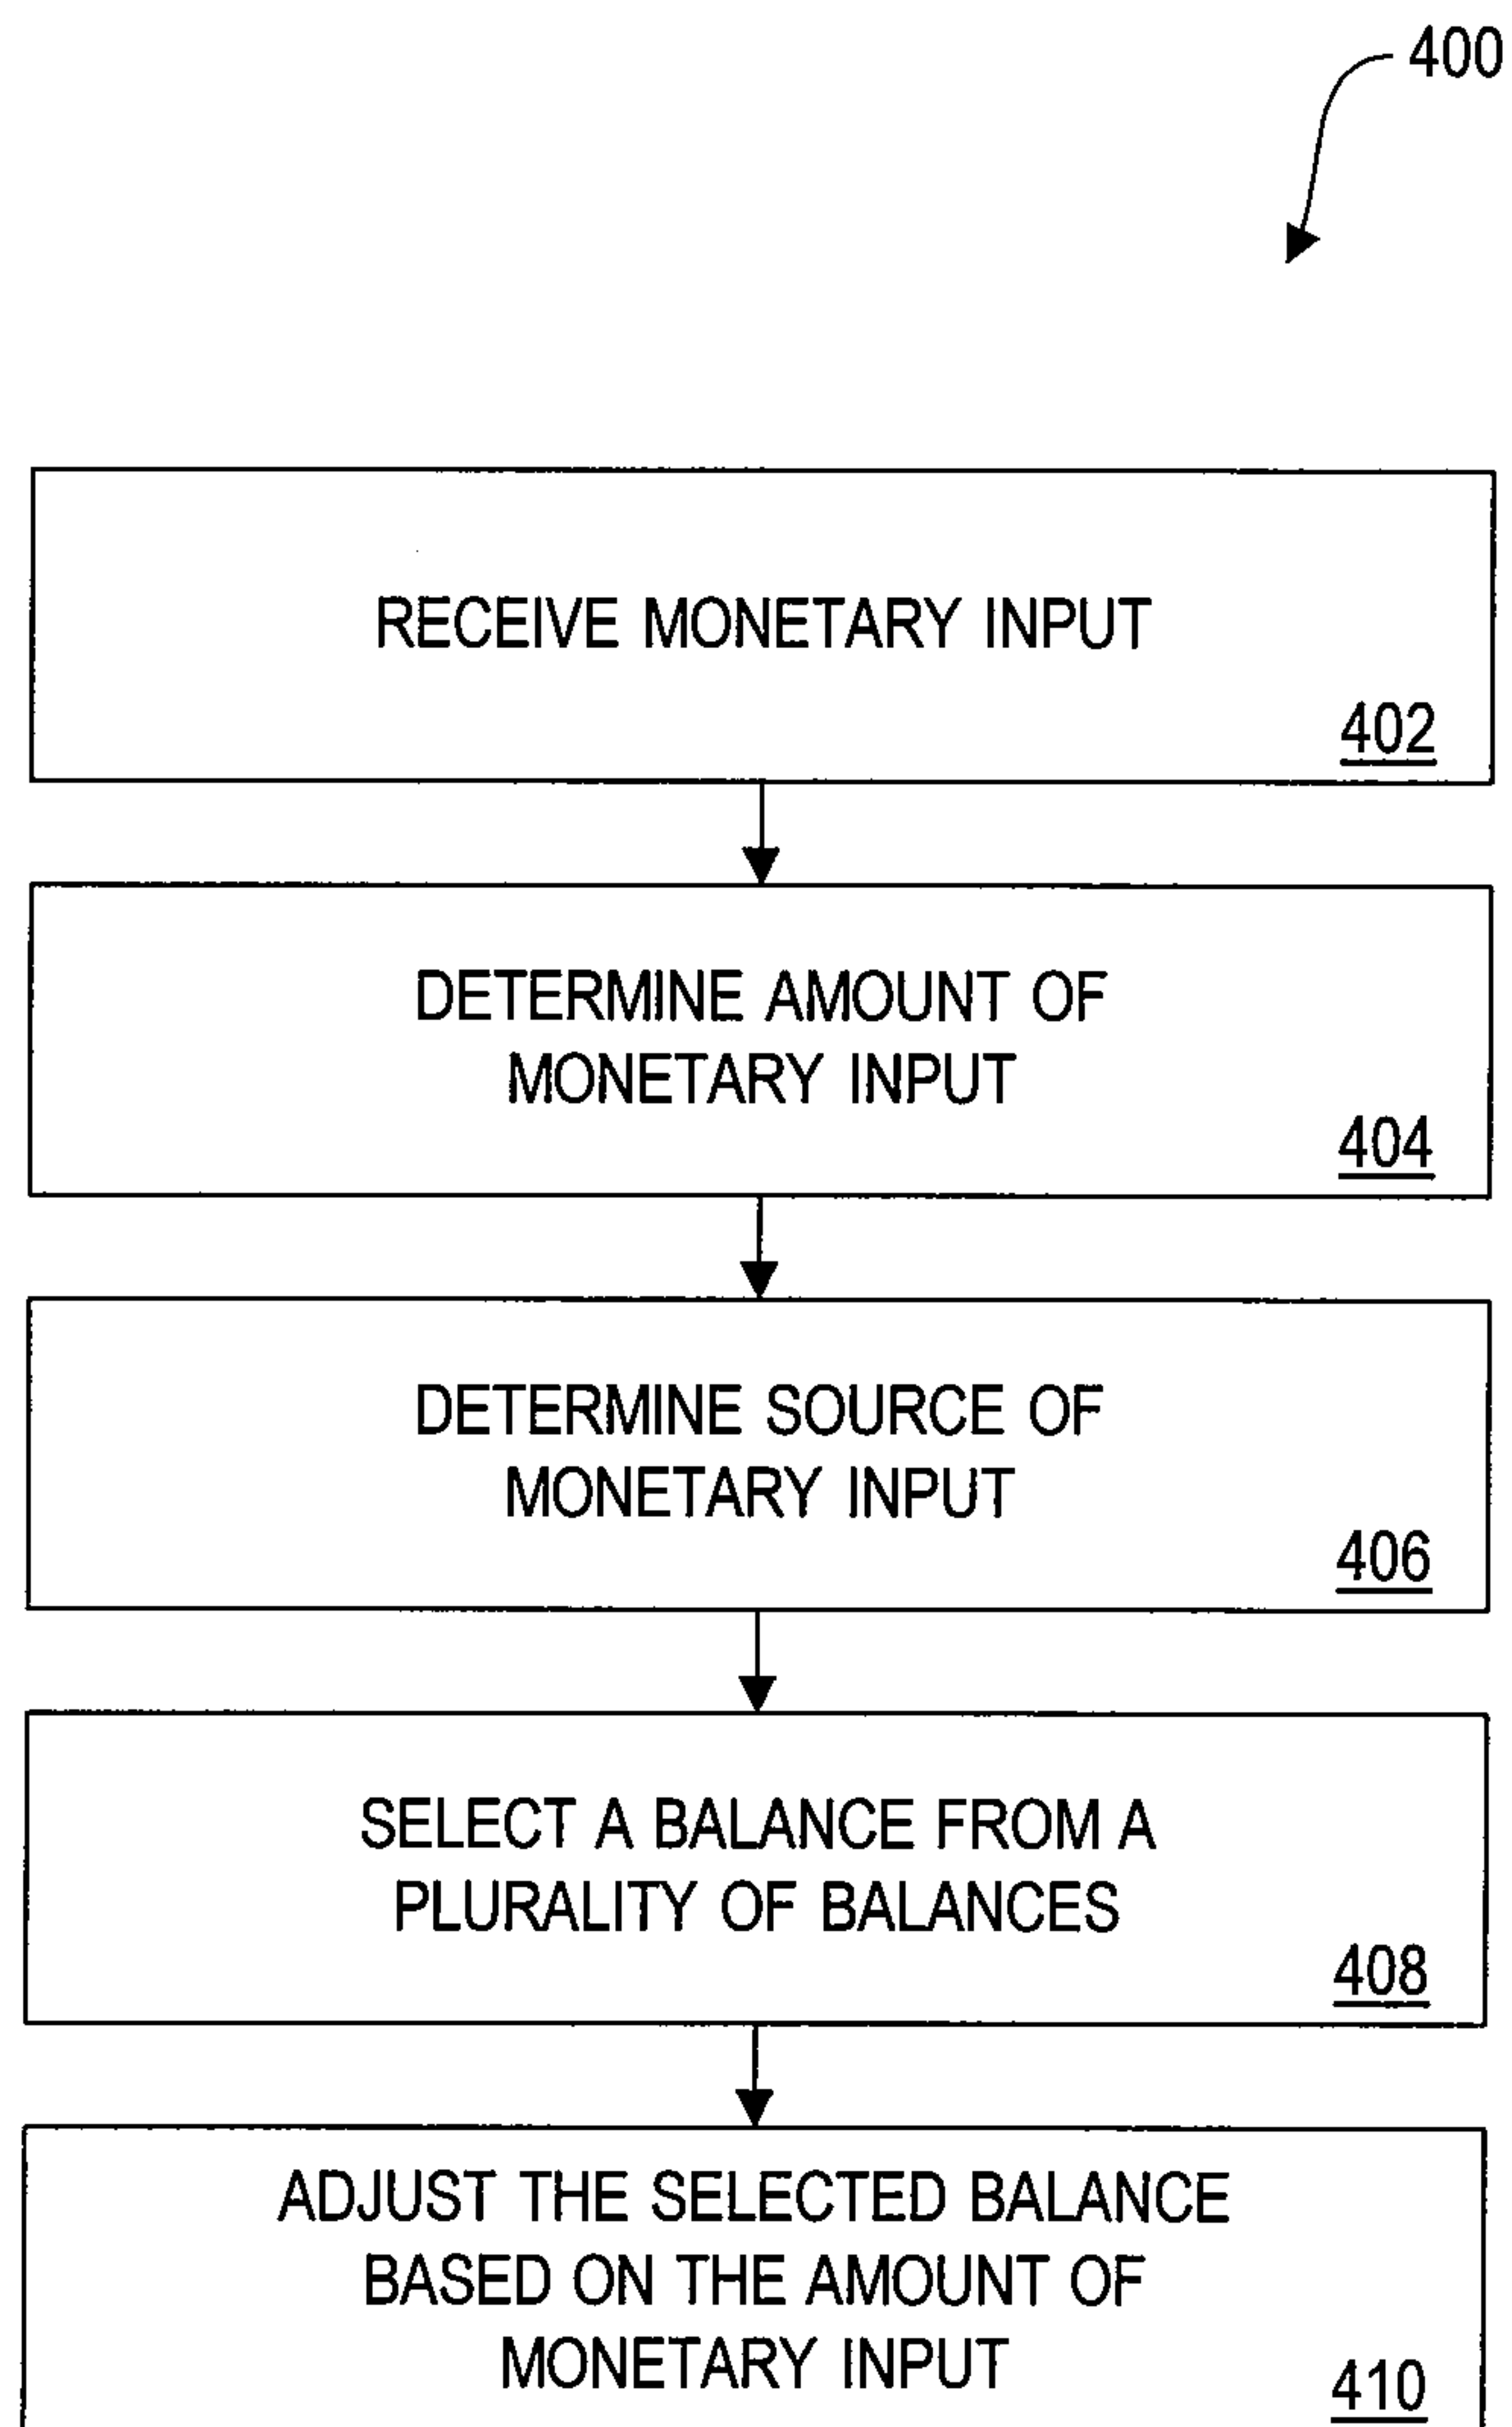 400
RECEIVE MONETARY INPUT
402
DETERMINE AMOUNT OF
MONETARY INPUT
404
DETERMINE SOURCE OF
MONETARY INPUT
406
SELECT A BALANCE FROM A
PLURALITY OF BALANCES
408
ADJUST THE SELECTED BALANCE
BASED ON THE AMOUNT OF
MONETARY INPUT
410